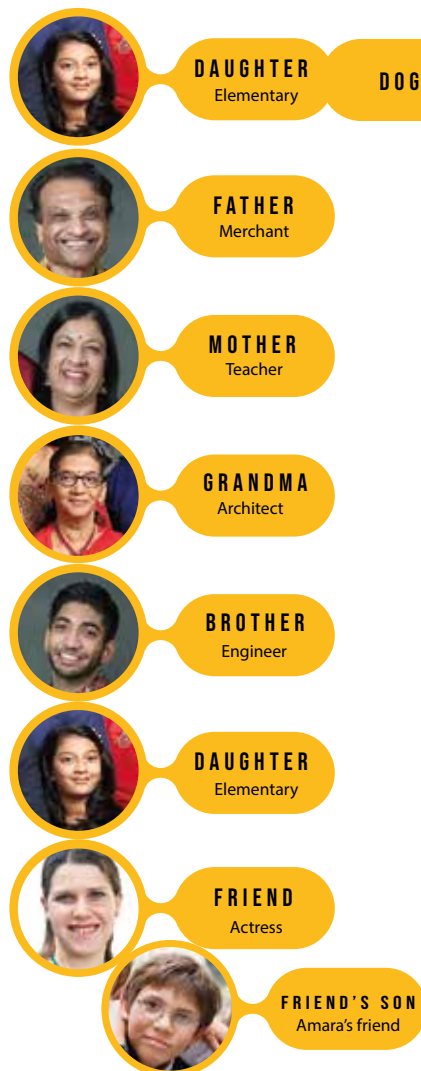 DAUGHTER
Elementary
DOG
FATHER
Merchant
MOTHER
Teacher
GRANDMA
Architect
BROTHER
Engineer
DAUGHTER
Elementary
FRIEND
Actress
FRIEND'S SON
Amara's friend